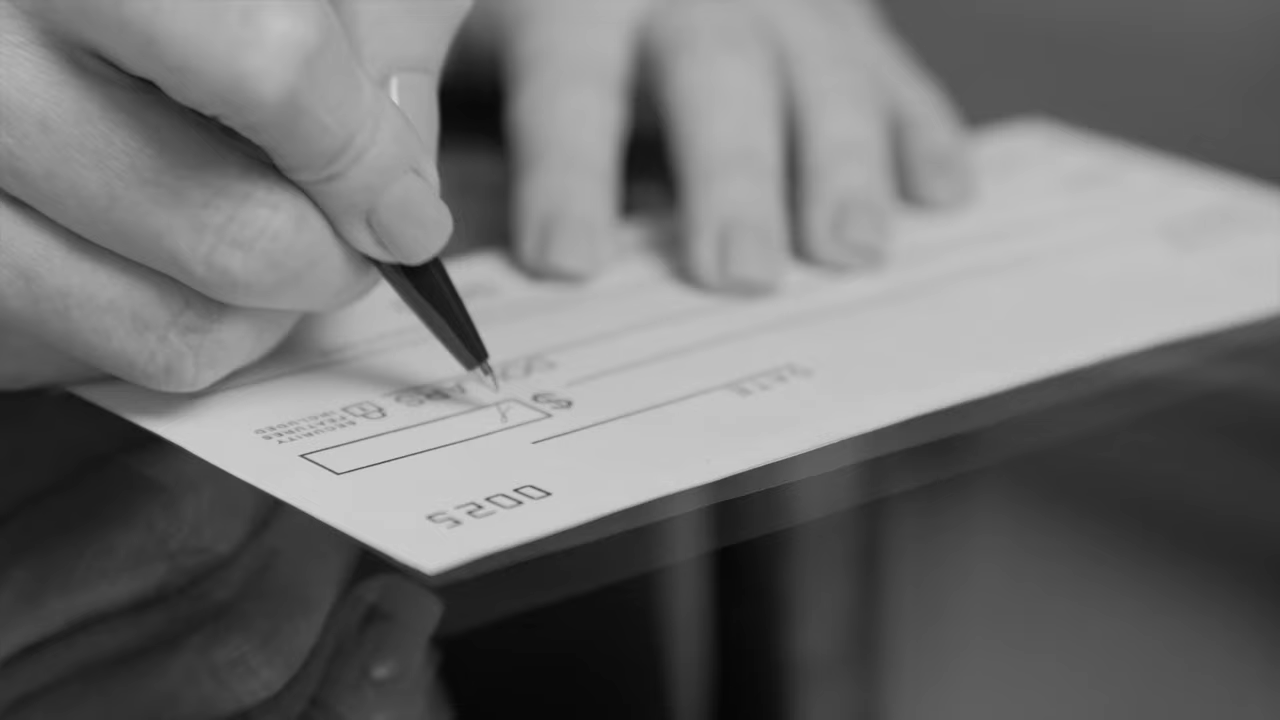 0025
DATE
$
DOLLARS
SECURITY
FEATURES
INCLUDED